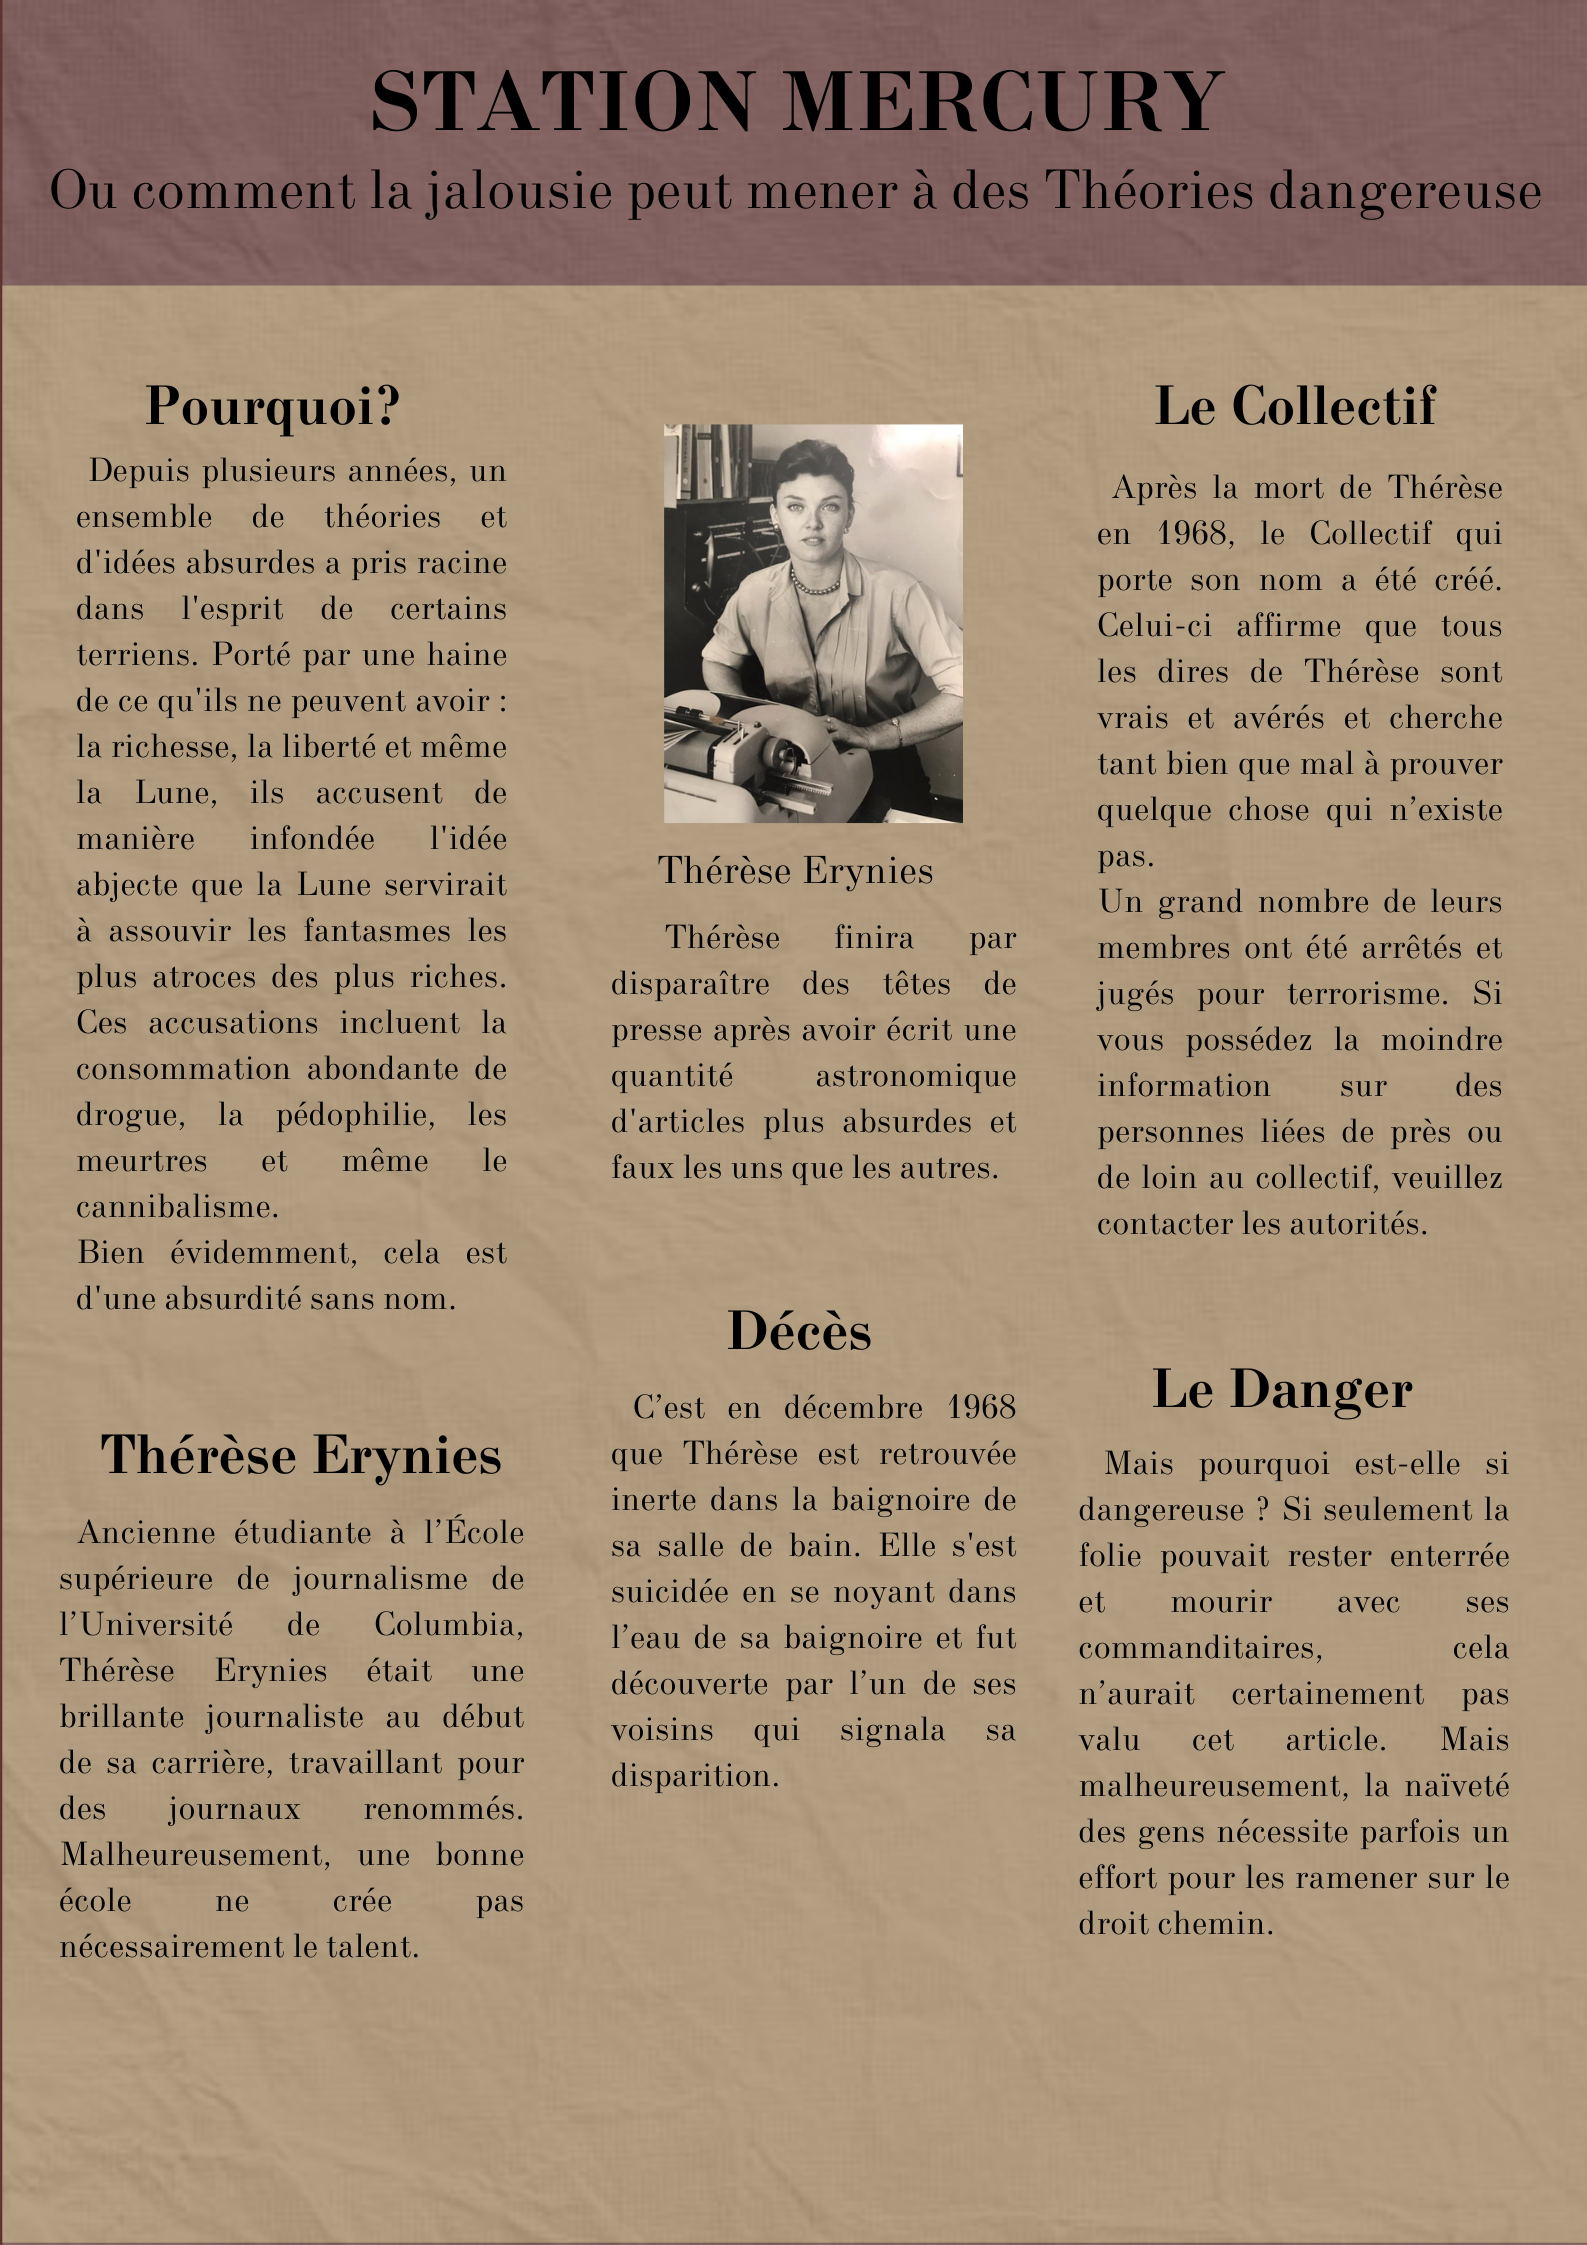 STATION MERCURY
Ou comment la jalousie peut mener à des Théories dangereuse
Pourquoi?
Depuis plusieurs années, un
ensemble de théories et
d'idées absurdes a pris racine
dans l'esprit de certains
terriens. Porté par une haine
de ce qu'ils ne peuvent avoir :
la richesse, la liberté et même
la Lune, ils accusent de
manière infondée l'idée
abjecte que la Lune servirait
à assouvir les fantasmes les
plus atroces des plus riches.
Ces accusations incluent la
consommation abondante de
drogue, la pédophilie, les
meurtres et même le
cannibalisme.
Bien évidemment, cela est
d'une absurdité sans nom.
Thérèse Erynies
Ancienne étudiante à l’École
supérieure de journalisme de
l’Université de Columbia,
Thérèse Erynies était une
brillante journaliste au début
de sa carrière, travaillant pour
des journaux renommés.
Malheureusement, une bonne
école ne crée pas
nécessairement le talent.
Thérèse Erynies
Thérèse finira par
disparaître des têtes de
presse après avoir écrit une
quantité astronomique
d'articles plus absurdes et
faux les uns que les autres.
Décès
C’est en décembre 1968
que Thérèse est retrouvée
inerte dans la baignoire de
sa salle de bain. Elle s'est
suicidée en se noyant dans
l’eau de sa baignoire et fut
découverte par l’un de ses
voisins qui signala sa
disparition.
Le Collectif
Après la mort de Thérèse
en 1968, le Collectif qui
porte son nom a été créé.
Celui-ci affirme que tous
les dires de Thérèse sont
vrais et avérés et cherche
tant bien que mal à prouver
quelque chose qui n’existe
pas.
Un grand nombre de leurs
membres ont été arrêtés et
jugés pour terrorisme. Si
vous possédez la moindre
information sur des
personnes liées de près ou
de loin au collectif, veuillez
contacter les autorités.
Le Danger
Mais pourquoi est-elle si
dangereuse ? Si seulement la
folie pouvait rester enterrée
et mourir avec ses
commanditaires, cela
n’aurait certainement pas
valu cet article. Mais
malheureusement, la naïveté
des gens nécessite parfois un
effort pour les ramener sur le
droit chemin.